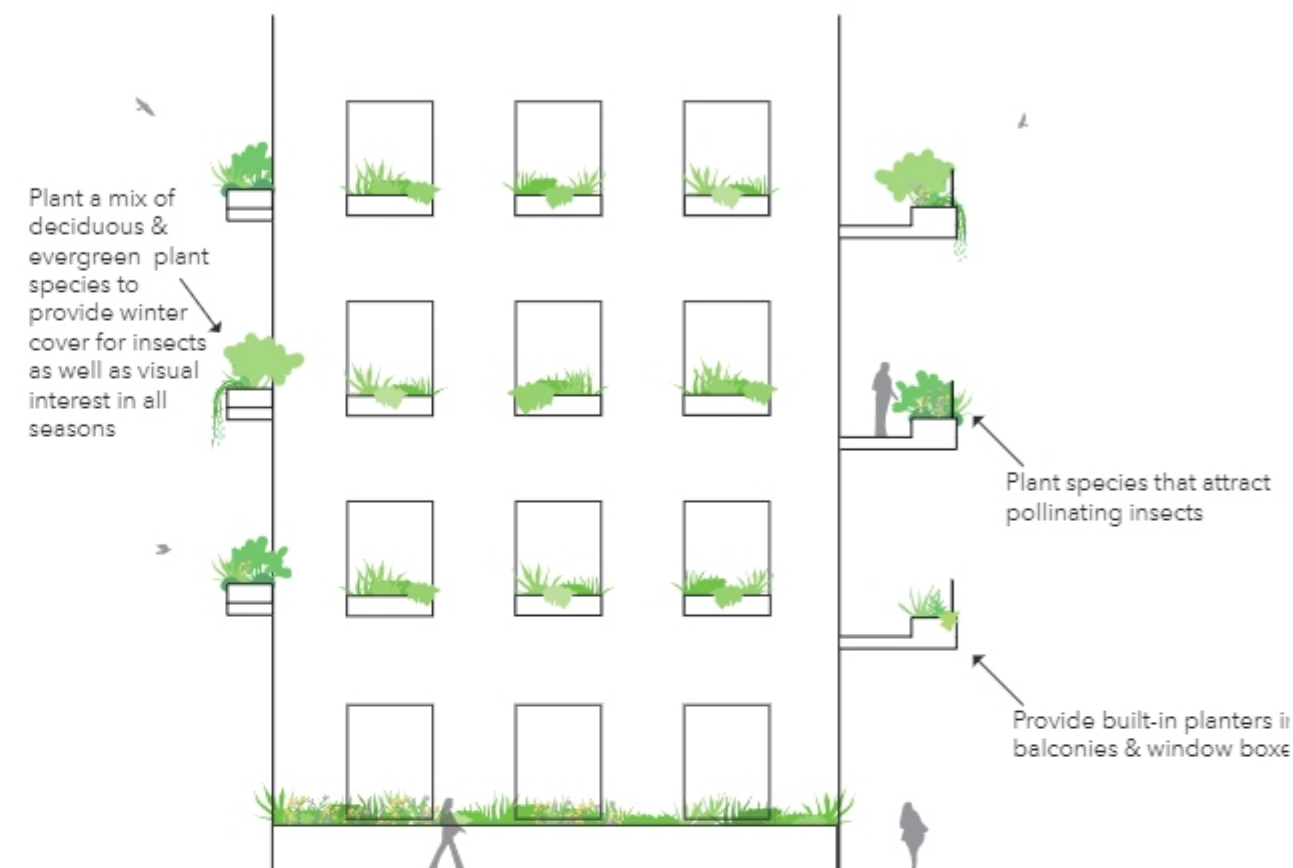 Plant a mix of
deciduous &
evergreen plant
species to
provide winter
cover for insects
as well as visual
interest in all
seasons
Plant species that attract
pollinating insects
Provide built-in planters
balconies & window